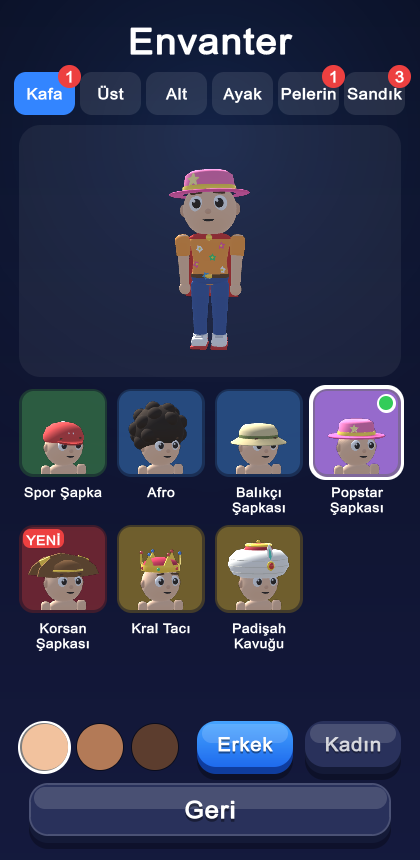 Envanter
1
1
3
Kafa
Üst
Alt
Ayak
Pelerin
Sandık
Spor Şapka
Afro
Balıkçı
Şapkası
Popstar
Şapkası
YENİ
Korsan
Şapkası
Kral Tacı
Padişah
Kavuğu
Erkek
Kadın
Geri